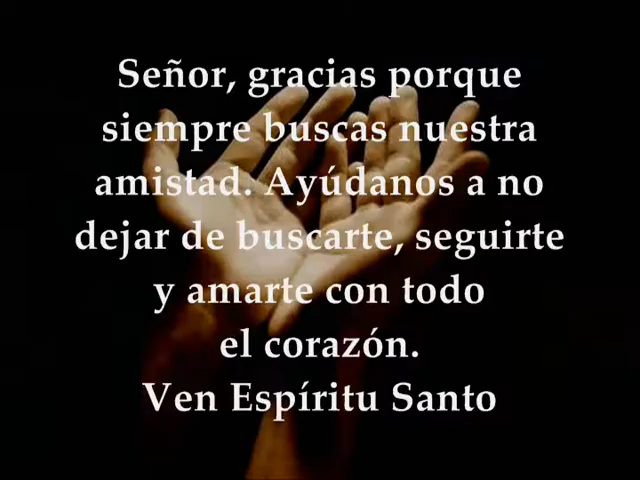 Señor, gracias porque
siempre buscas nuestra
amistad. Ayúdanos a no
dejar de buscarte, seguirte
y amarte con todo
el corazón.
Ven Espíritu Santo